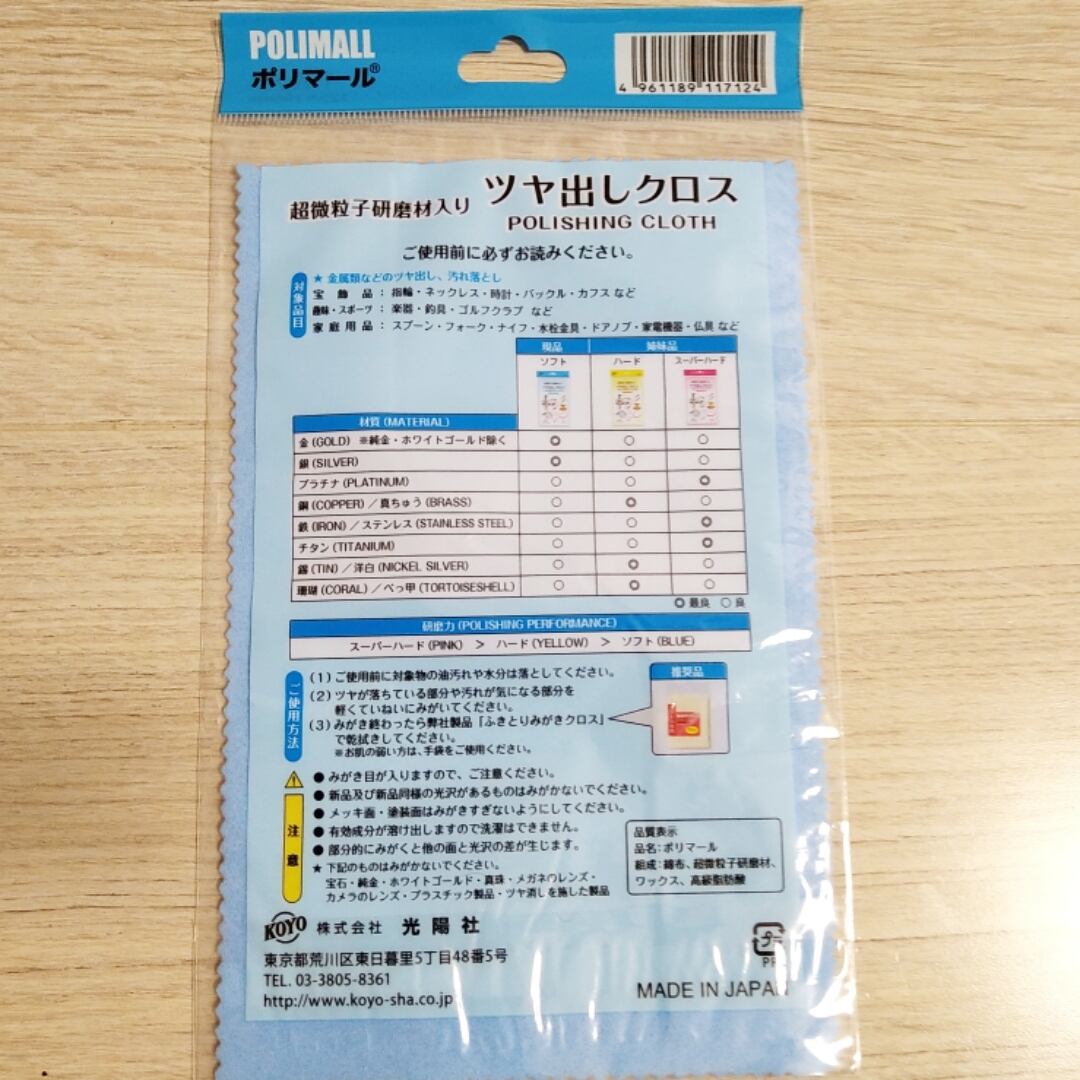 POLIMALL
ポリマール®
4 961189 117124
超微粒子研磨材入り ツヤ出しクロス
POLISHING CLOTH
ご使用前に必ずお読みください。
対象品目
★ 金属類などのツヤ出し、汚れ落とし
宝飾品：指輪・ネックレス・時計・バックル・カフス など
趣味・スポーツ：楽器・釣具・ゴルフクラブ など
家庭用品：スプーン・フォーク・ナイフ・水栓金具・ドアノブ・家電機器・仏具 など
現品 姉妹品
ソフト ハード スーパーハード
材質 (MATERIAL)
金 (GOLD) ※純金・ホワイトゴールド除く ◎ ○ ○
銀 (SILVER) ◎ ○ ○
プラチナ (PLATINUM) ○ ○ ◎
銅 (COPPER) ／真ちゅう (BRASS) ○ ◎ ○
鉄 (IRON) ／ステンレス (STAINLESS STEEL) ○ ○ ◎
チタン (TITANIUM) ○ ○ ◎
錫 (TIN) ／洋白 (NICKEL SILVER) ○ ◎ ○
珊瑚 (CORAL) ／べっ甲 (TORTOISESHELL) ○ ◎ ○
◎ 最良 ○ 良
研磨力 (POLISHING PERFORMANCE)
スーパーハード (PINK) ＞ ハード (YELLOW) ＞ ソフト (BLUE)
ご使用方法
(1) ご使用前に対象物の油汚れや水分は落としてください。
(2) ツヤが落ちている部分や汚れが気になる部分を
軽くていねいにみがいてください。
(3) みがき終わったら弊社製品「ふきとりみがきクロス」
で乾拭きしてください。
※お肌の弱い方は、手袋をご使用ください。
推奨品
注意
● みがき目が入りますので、ご注意ください。
● 新品及び新品同様の光沢があるものはみがかないでください。
● メッキ面・塗装面はみがきすぎないようにしてください。
● 有効成分が溶け出しますので洗濯はできません。
● 部分的にみがくと他の面と光沢の差が生じます。
★ 下記のものはみがかないでください。
宝石・純金・ホワイトゴールド・真珠・メガネのレンズ・
カメラのレンズ・プラスチック製品・ツヤ消しを施した製品
品質表示
品名：ポリマール
組成：綿布、超微粒子研磨材、
ワックス、高級脂肪酸
KOYO 株式会社 光陽社
東京都荒川区東日暮里5丁目48番5号
TEL. 03-3805-8361
http://www.koyo-sha.co.jp
プラ
PP
MADE IN JAPAN